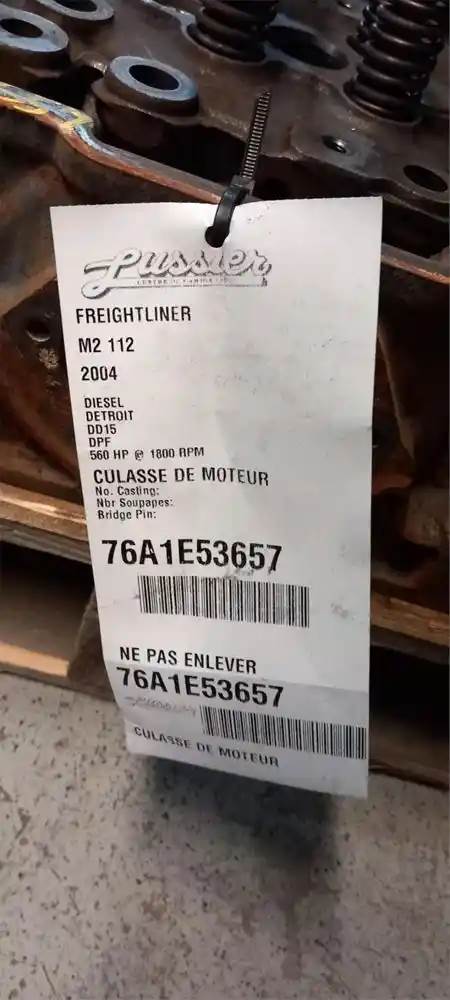 Lussier
FREIGHTLINER
M2 112
2004
DIESEL
DETROIT
DD15
DPF
560 HP @ 1800 RPM
CULASSE DE MOTEUR
No. Casting:
Nbr Soupapes:
Bridge Pin:
76A1E53657
NE PAS ENLEVER
76A1E53657
CULASSE DE MOTEUR